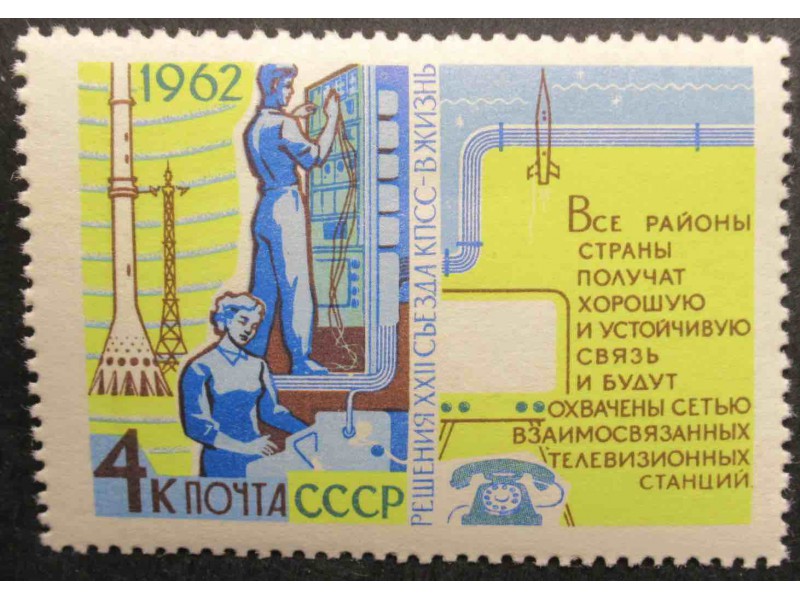 1962
4К ПОЧТА СССР
РЕШЕНИЯ XXII СЪЕЗДА КПСС-В ЖИЗНЬ
ВСЕ РАЙОНЫ
СТРАНЫ
ПОЛУЧАТ
ХОРОШУЮ
И УСТОЙЧИВУЮ
СВЯЗЬ
И БУДУТ
ОХВАЧЕНЫ СЕТЬЮ
ВЗАИМОСВЯЗАННЫХ
ТЕЛЕВИЗИОННЫХ
СТАНЦИЙ.